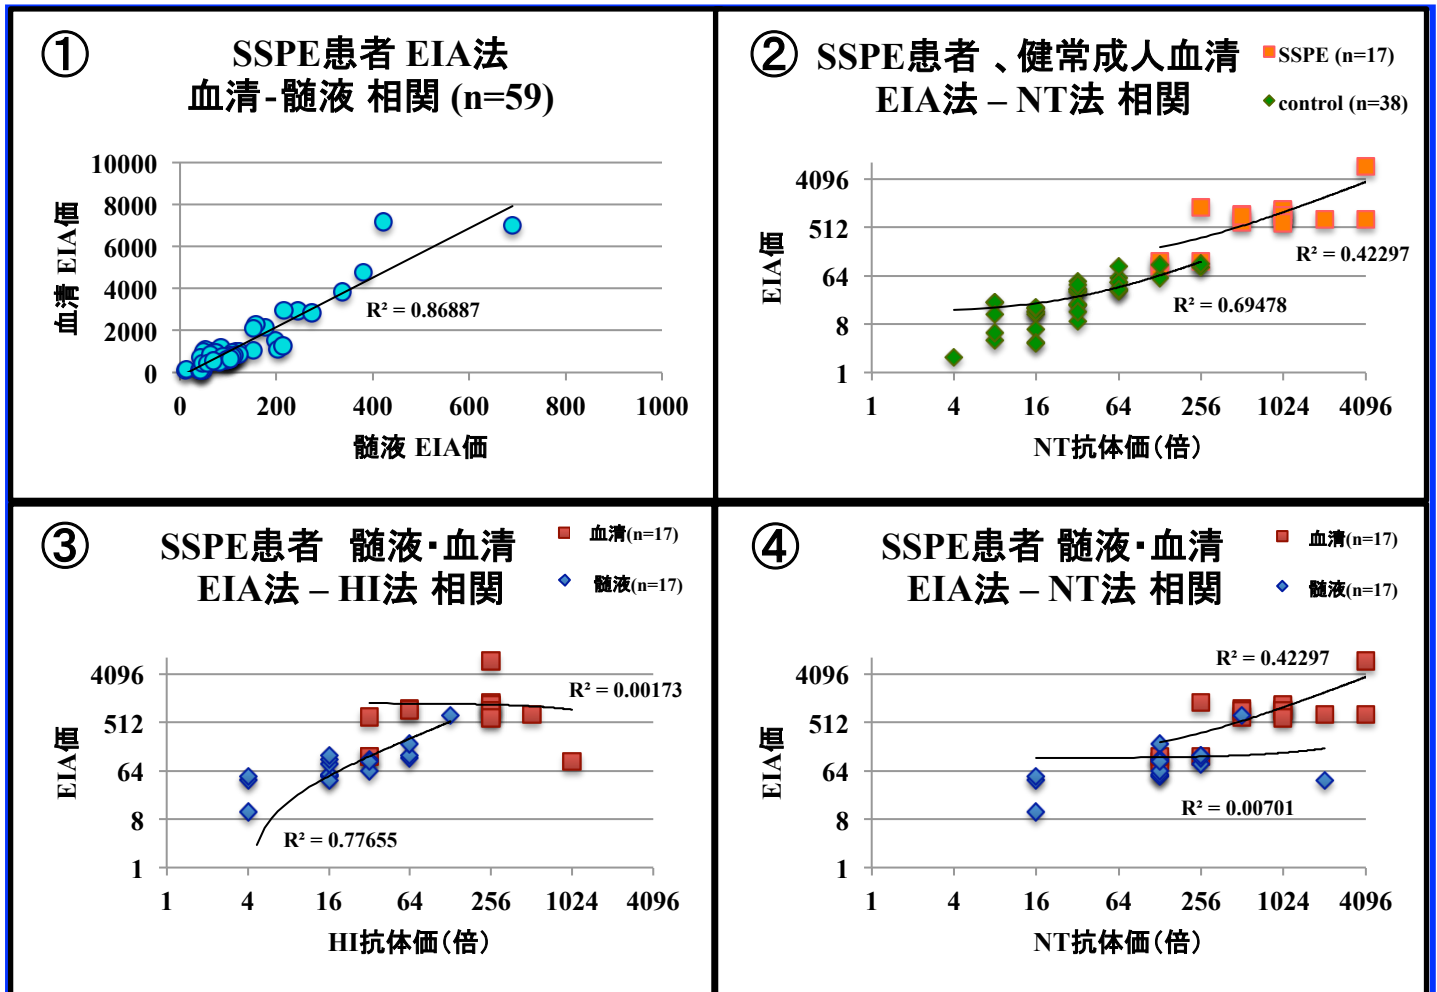 ①
SSPE患者 EIA法
血清-髄液 相関 (n=59)
血清 EIA価
10000
8000
6000
4000
2000
0
R² = 0.86887
0 200 400 600 800 1000
髄液 EIA価
②
SSPE患者 、健常成人血清
EIA法 – NT法 相関
SSPE (n=17)
control (n=38)
EIA価
4096
512
64
8
1
R² = 0.42297
R² = 0.69478
1 4 16 64 256 1024 4096
NT抗体価(倍)
③
SSPE患者 髄液・血清
EIA法 – HI法 相関
血清(n=17)
髄液(n=17)
EIA価
4096
512
64
8
1
R² = 0.00173
R² = 0.77655
1 4 16 64 256 1024 4096
HI抗体価(倍)
④
SSPE患者 髄液・血清
EIA法 – NT法 相関
血清(n=17)
髄液(n=17)
EIA価
4096
512
64
8
1
R² = 0.42297
R² = 0.00701
1 4 16 64 256 1024 4096
NT抗体価(倍)